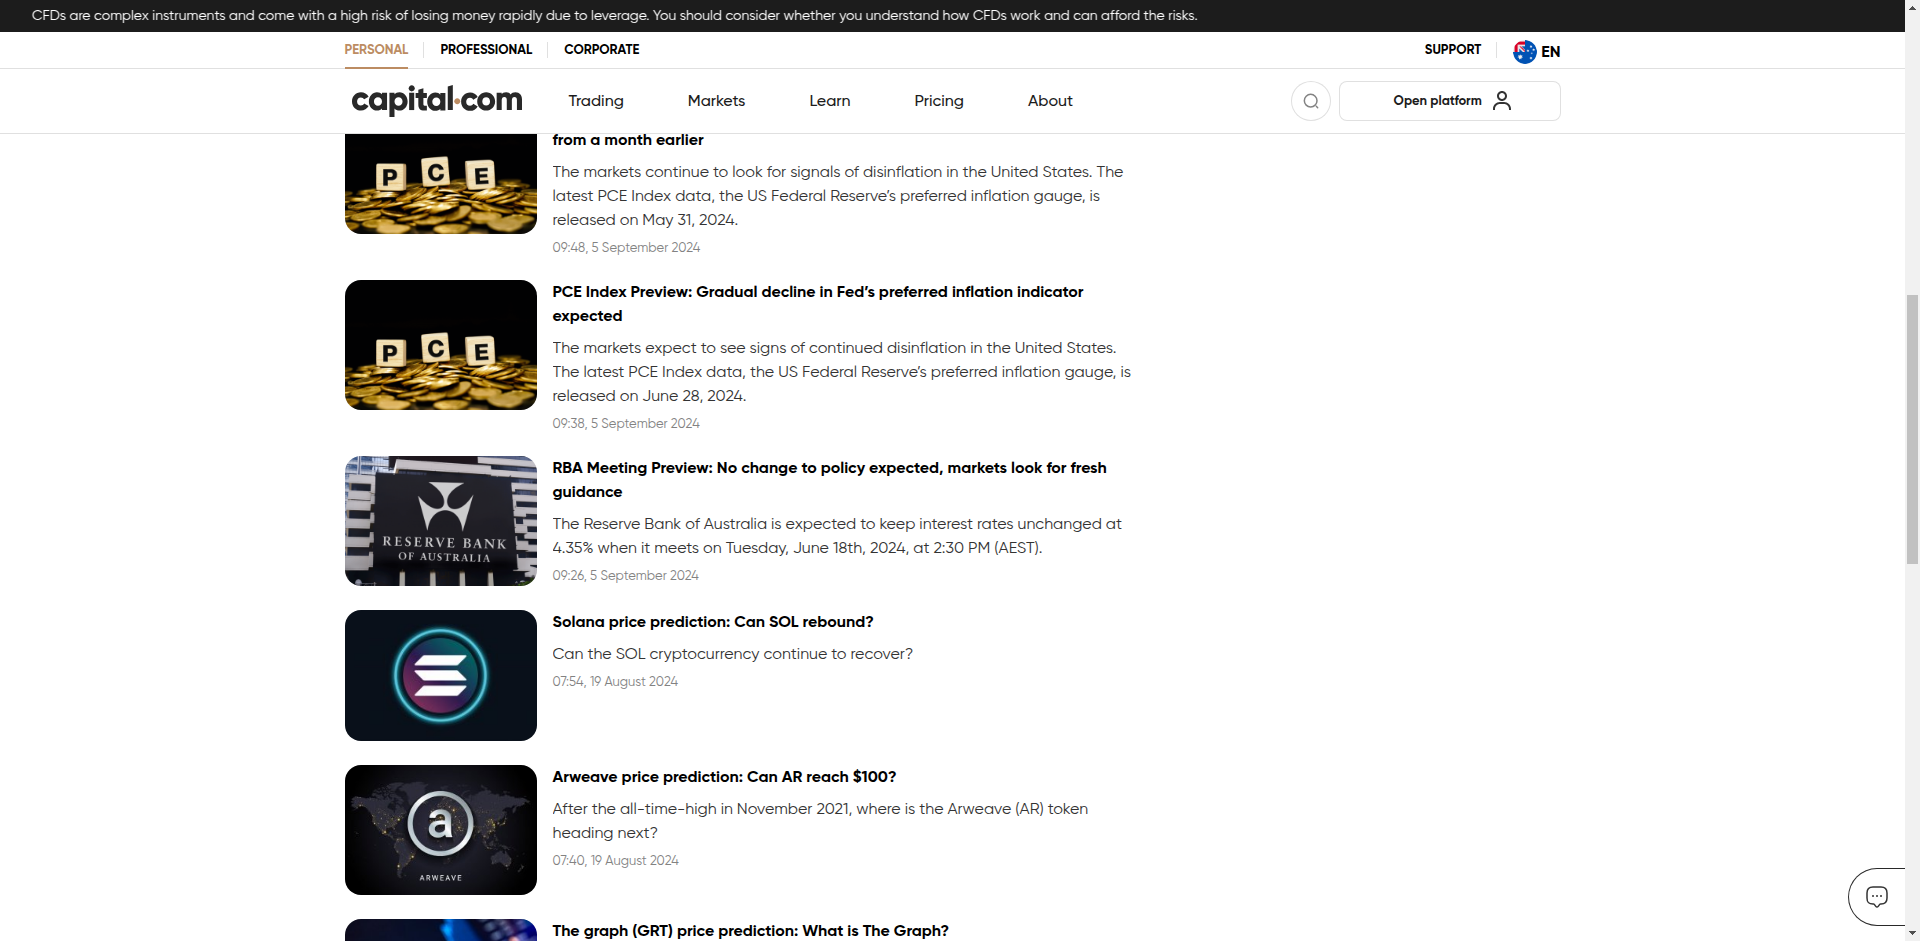 CFDs are complex instruments and come with a high risk of losing money rapidly due to leverage. You should consider whether you understand how CFDs work and can afford the risks.
PERSONAL
PROFESSIONAL
CORPORATE
SUPPORT
EN
capital.com
Trading
Markets
Learn
Pricing
About
Open platform
P C E
from a month earlier
The markets continue to look for signals of disinflation in the United States. The
latest PCE Index data, the US Federal Reserve’s preferred inflation gauge, is
released on May 31, 2024.
09:48, 5 September 2024
P C E
PCE Index Preview: Gradual decline in Fed’s preferred inflation indicator
expected
The markets expect to see signs of continued disinflation in the United States.
The latest PCE Index data, the US Federal Reserve’s preferred inflation gauge, is
released on June 28, 2024.
09:38, 5 September 2024
RESERVE BANK
OF AUSTRALIA
RBA Meeting Preview: No change to policy expected, markets look for fresh
guidance
The Reserve Bank of Australia is expected to keep interest rates unchanged at
4.35% when it meets on Tuesday, June 18th, 2024, at 2:30 PM (AEST).
09:26, 5 September 2024
Solana price prediction: Can SOL rebound?
Can the SOL cryptocurrency continue to recover?
07:54, 19 August 2024
a
ARWEAVE
Arweave price prediction: Can AR reach $100?
After the all-time-high in November 2021, where is the Arweave (AR) token
heading next?
07:40, 19 August 2024
The graph (GRT) price prediction: What is The Graph?